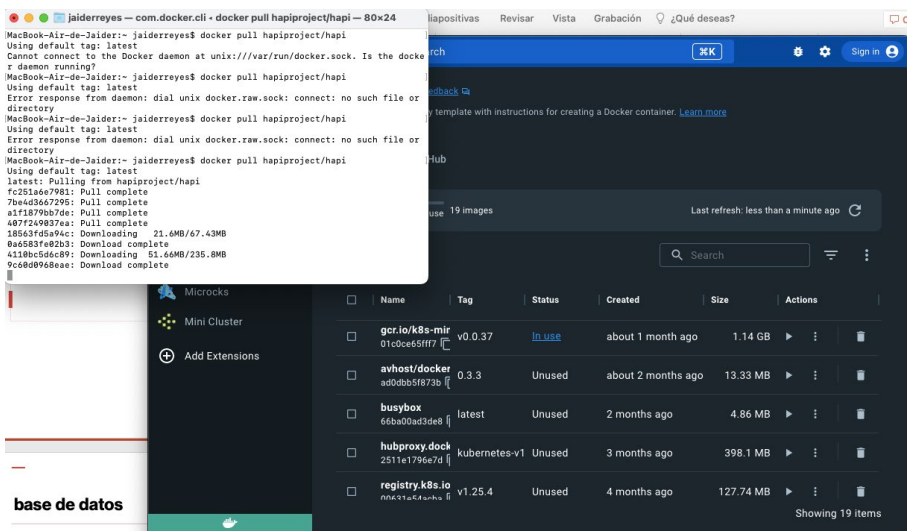 jaiderreyes — com.docker.cli • docker pull hapiproject/hapi — 80×24
MacBook-Air-de-Jaider:~ jaiderreyes$ docker pull hapiproject/hapi
Using default tag: latest
Cannot connect to the Docker daemon at unix:///var/run/docker.sock. Is the docke
r daemon running?
MacBook-Air-de-Jaider:~ jaiderreyes$ docker pull hapiproject/hapi
Using default tag: latest
Error response from daemon: dial unix docker.raw.sock: connect: no such file or
directory
MacBook-Air-de-Jaider:~ jaiderreyes$ docker pull hapiproject/hapi
Using default tag: latest
Error response from daemon: dial unix docker.raw.sock: connect: no such file or
directory
MacBook-Air-de-Jaider:~ jaiderreyes$ docker pull hapiproject/hapi
Using default tag: latest
latest: Pulling from hapiproject/hapi
fc251a6e7981: Pull complete
7be4d3667295: Pull complete
a1f1879bb7de: Pull complete
407f249037ea: Pull complete
18563fd5a94c: Downloading 21.6MB/67.43MB
0a6583fe02b3: Download complete
4110bc5d6c89: Downloading 51.66MB/235.8MB
9c60d0968eae: Download complete
iapositivas Revisar Vista Grabación ¿Qué deseas?
rch ⌘K Sign in
edback
y template with instructions for creating a Docker container. Learn more
Hub
use 19 images Last refresh: less than a minute ago
Search
Microcks
Mini Cluster
Add Extensions
Name Tag Status Created Size Actions
gcr.io/k8s-mir v0.0.37 In use about 1 month ago 1.14 GB
01c0ce65fff7
avhost/docker 0.3.3 Unused about 2 months ago 13.33 MB
ad0dbb5f873b
busybox latest Unused 2 months ago 4.86 MB
66ba00ad3de8
hubproxy.dock kubernetes-v1 Unused 3 months ago 398.1 MB
2511e1796e7d
registry.k8s.io v1.25.4 Unused 4 months ago 127.74 MB
Showing 19 items
base de datos